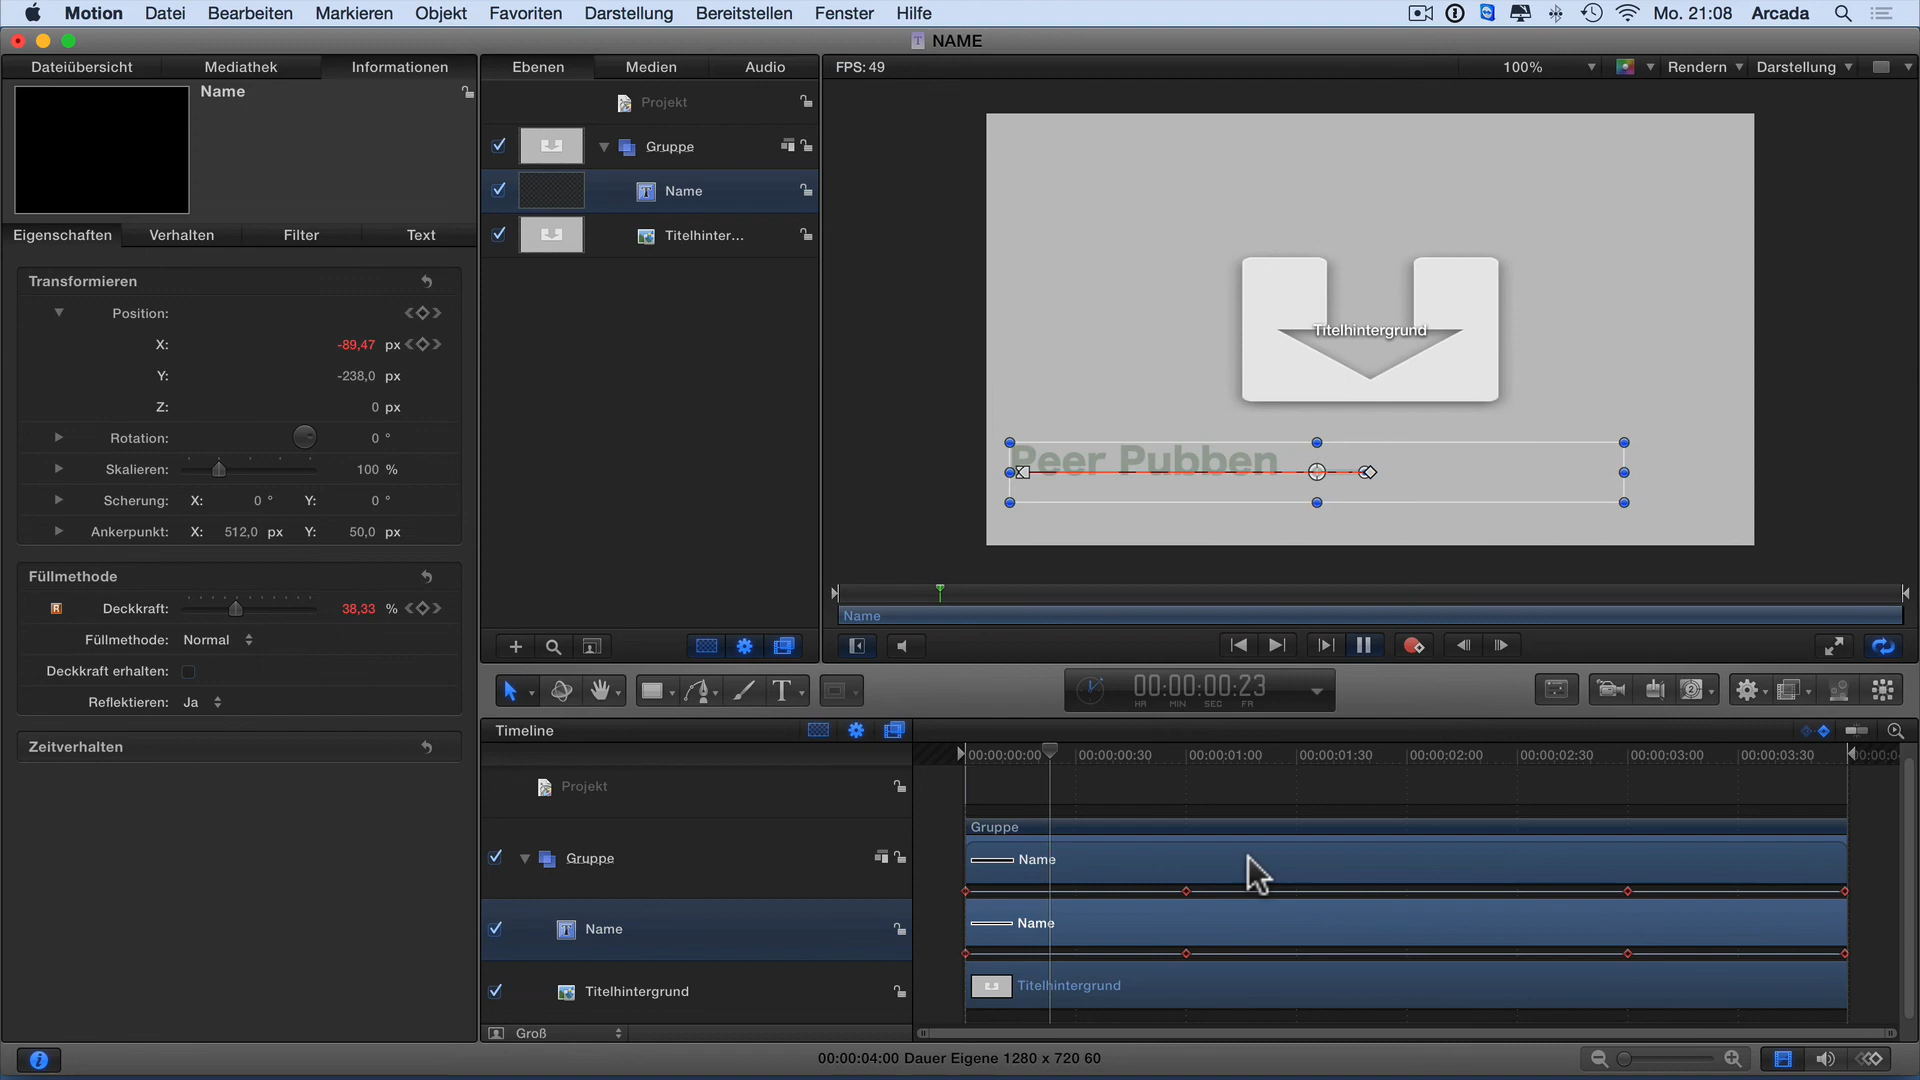 Motion Datei Bearbeiten Markieren Objekt Favoriten Darstellung Bereitstellen Fenster Hilfe Mo. 21:08 Arcada
NAME
Dateiübersicht Mediathek Informationen
Name
Eigenschaften Verhalten Filter Text
Transformieren
Position:
X: -89,47 px
Y: -238,0 px
Z: 0 px
Rotation: 0 °
Skalieren: 100 %
Scherung: X: 0 ° Y: 0 °
Ankerpunkt: X: 512,0 px Y: 50,0 px
Füllmethode
R Deckkraft: 38,33 %
Füllmethode: Normal
Deckkraft erhalten:
Reflektieren: Ja
Zeitverhalten
Ebenen Medien Audio
Projekt
Gruppe
Name
Titelhinter...
FPS: 49 100% Rendern Darstellung
Titelhintergrund
Peer Pubben
Name
00:00:00:23
HR MIN SEC FR
Timeline
Projekt
Gruppe
Name
Titelhintergrund
Groß
00:00:00:00 00:00:00:30 00:00:01:00 00:00:01:30 00:00:02:00 00:00:02:30 00:00:03:00 00:00:03:30
Gruppe
Name
Name
Titelhintergrund
00:00:04:00 Dauer Eigene 1280 x 720 60